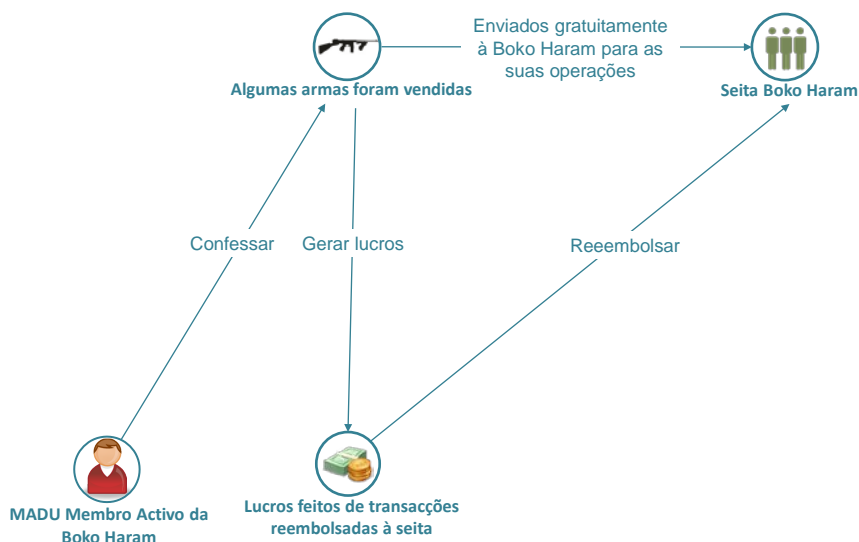 Enviados gratuitamente
à Boko Haram para as
suas operações
Algumas armas foram vendidas
Seita Boko Haram
Confessar
Gerar lucros
Reeembolsar
MADU Membro Activo da
Boko Haram
Lucros feitos de transacções
reembolsadas à seita